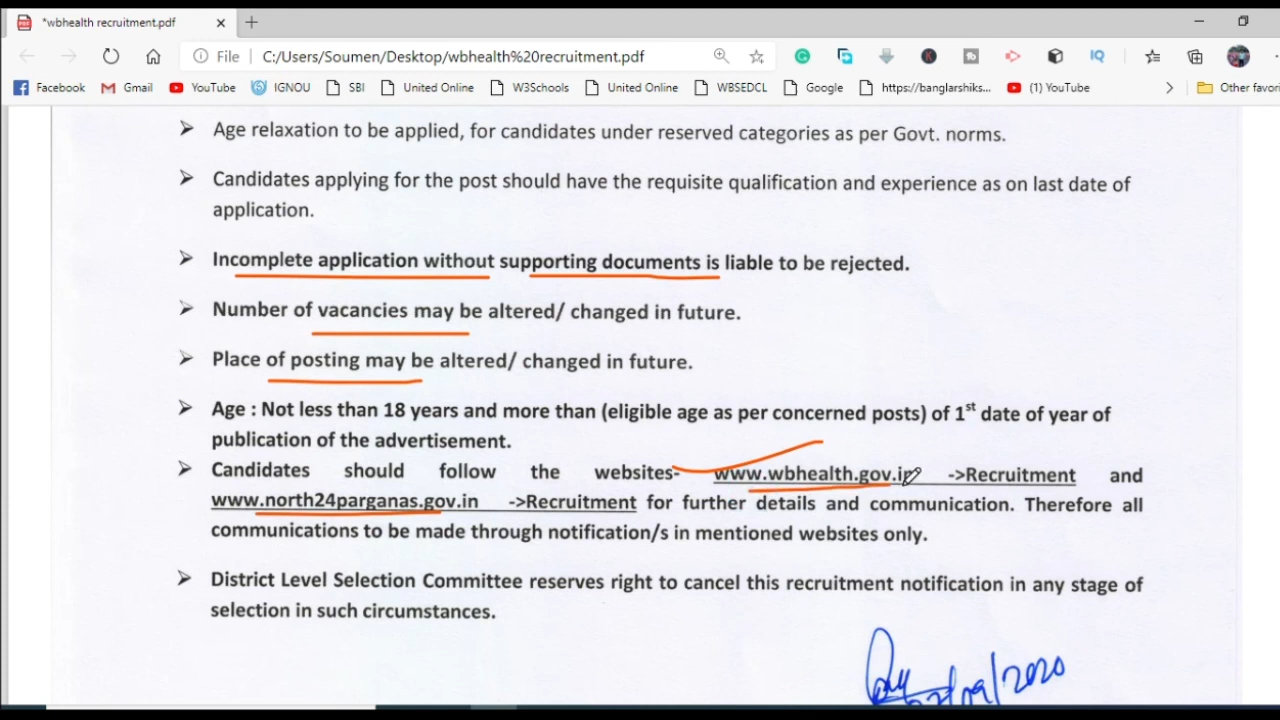 *wbhealth recruitment.pdf
File C:/Users/Soumen/Desktop/wbhealth%20recruitment.pdf
Facebook Gmail YouTube IGNOU SBI United Online W3Schools United Online WBSEDCL Google https://banglarshiks... (1) YouTube Other favori
Age relaxation to be applied, for candidates under reserved categories as per Govt. norms.
Candidates applying for the post should have the requisite qualification and experience as on last date of
application.
Incomplete application without supporting documents is liable to be rejected.
Number of vacancies may be altered/ changed in future.
Place of posting may be altered/ changed in future.
Age : Not less than 18 years and more than (eligible age as per concerned posts) of 1st date of year of
publication of the advertisement.
Candidates should follow the websites- www.wbhealth.gov.in ->Recruitment and
www.north24parganas.gov.in ->Recruitment for further details and communication. Therefore all
communications to be made through notification/s in mentioned websites only.
District Level Selection Committee reserves right to cancel this recruitment notification in any stage of
selection in such circumstances.
/2020